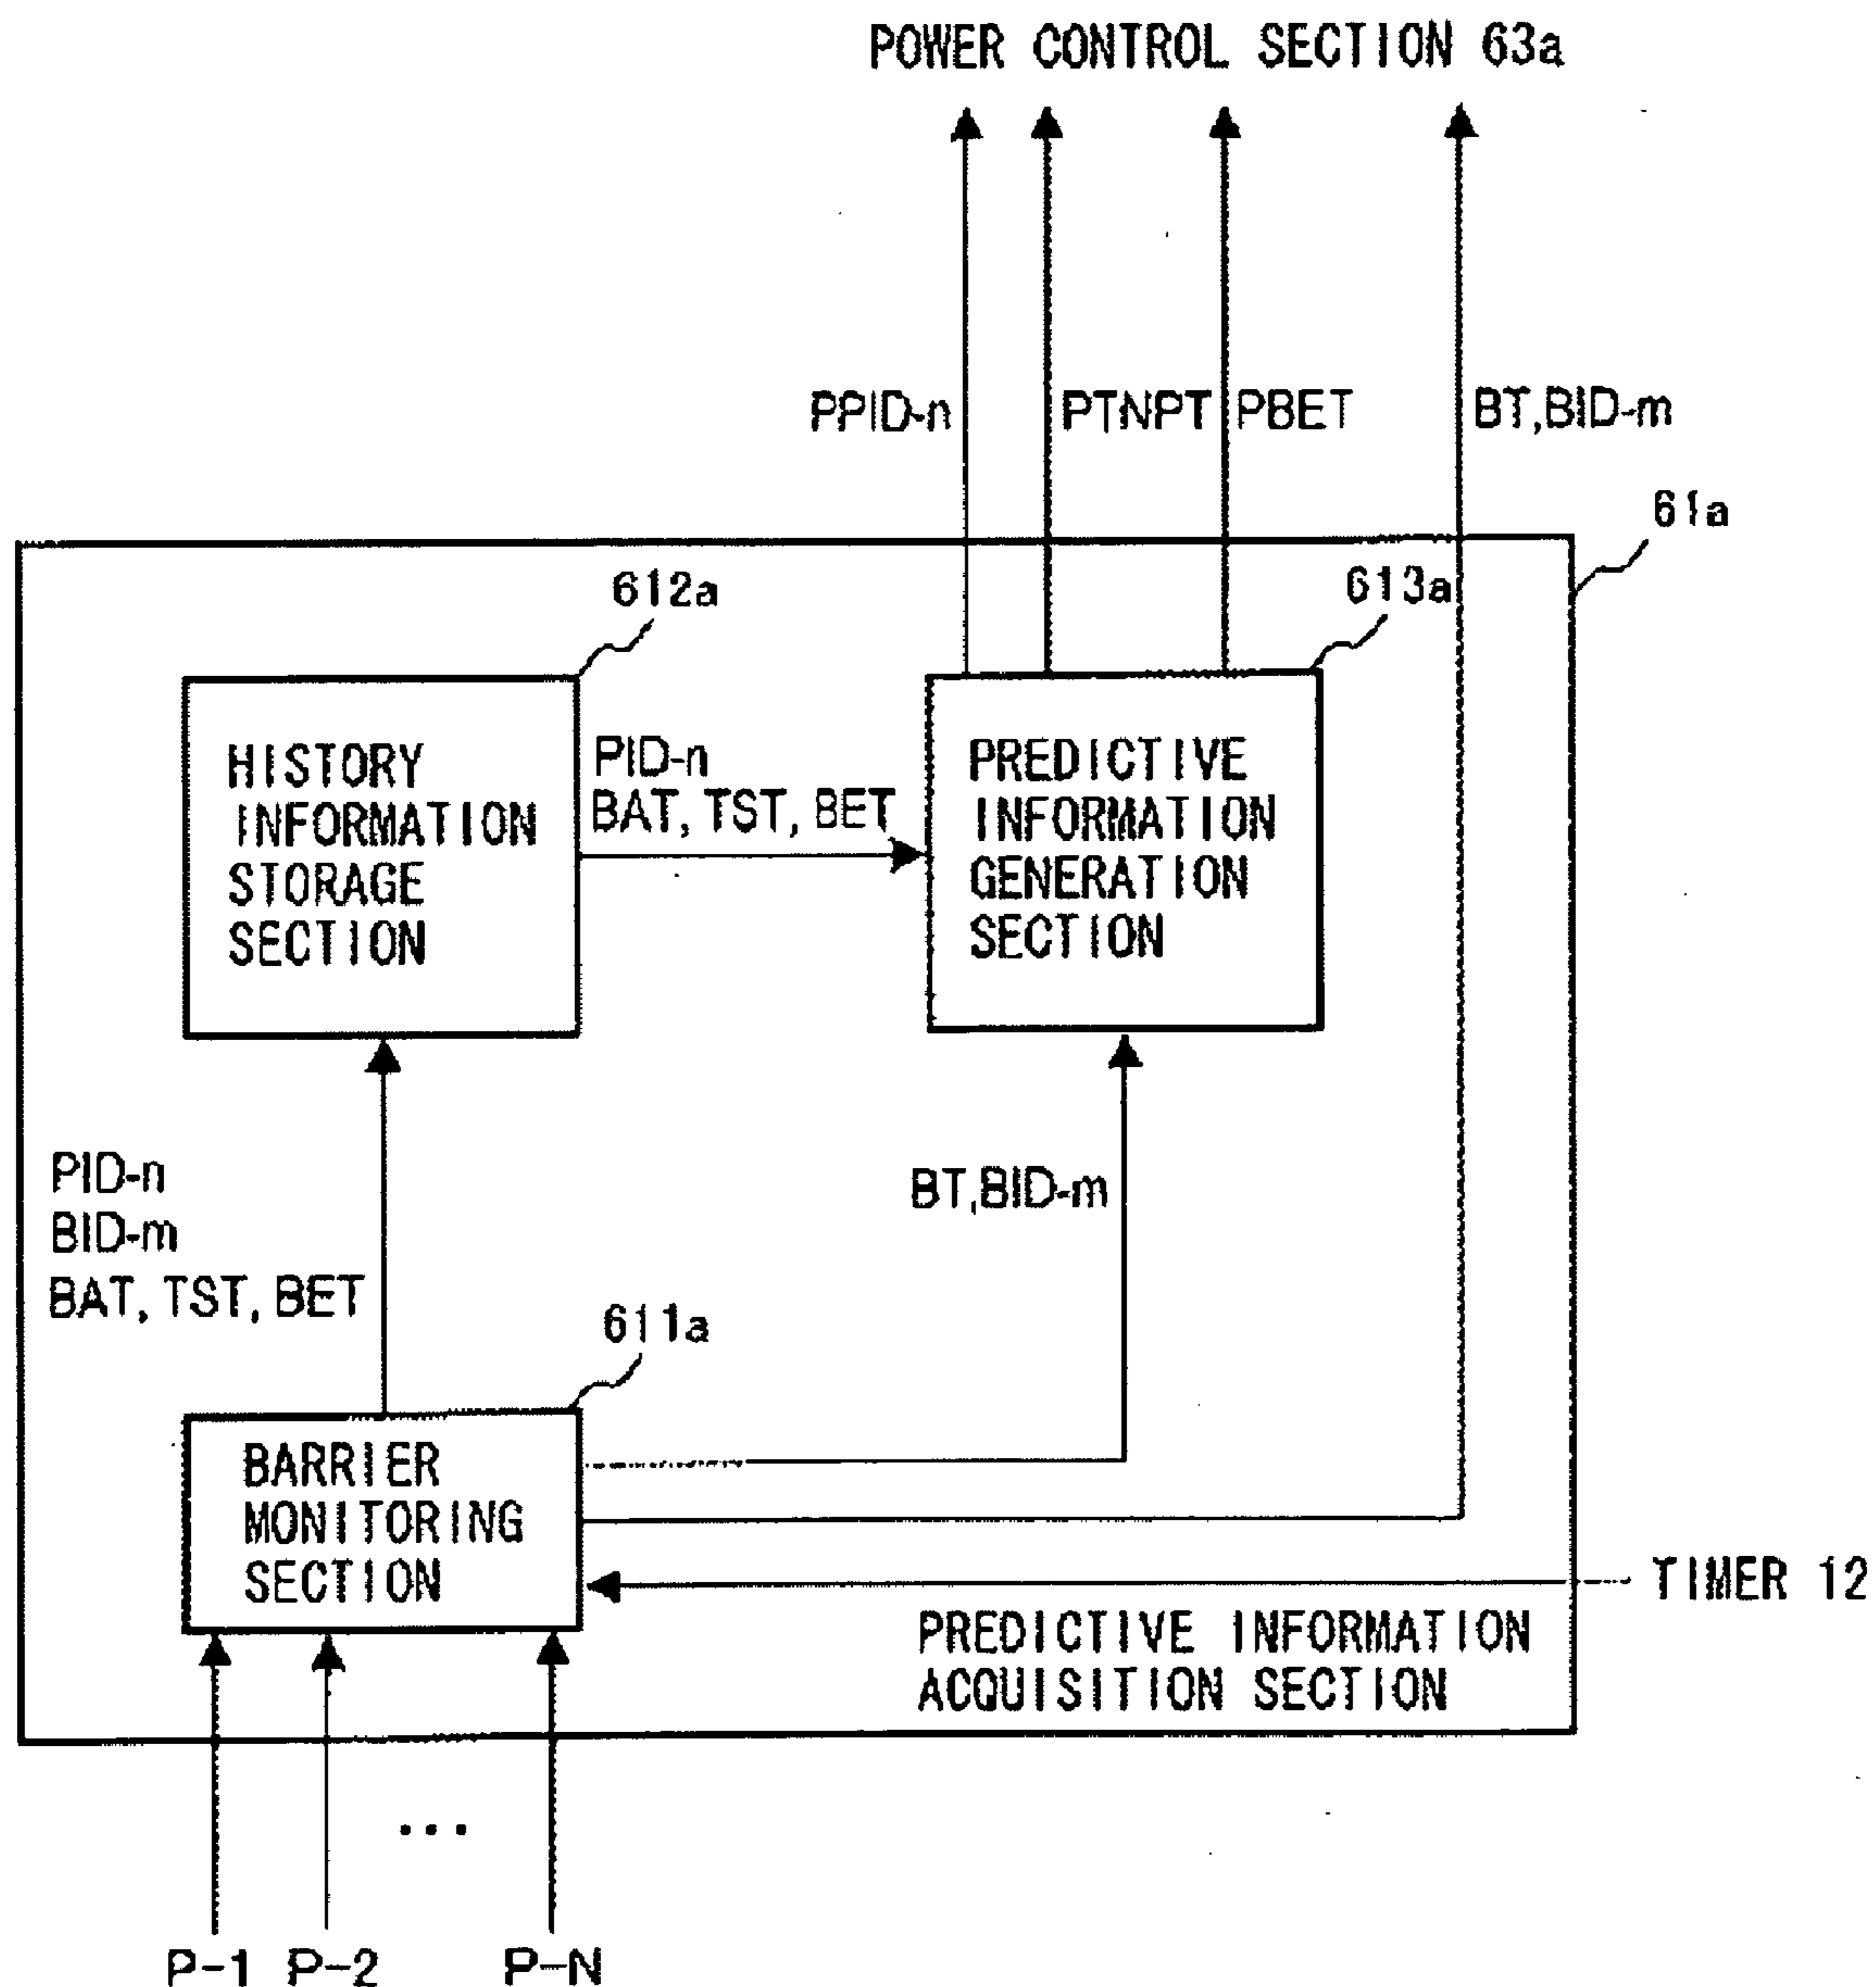 POWER CONTROL SECTION 63a
PPID-n
PTNPT
PBET
BT,BID-m
61a
612a
613a
HISTORY
INFORMATION
STORAGE
SECTION
PID-n
BAT, TST, BET
PREDICTIVE
INFORMATION
GENERATION
SECTION
PID-n
BID-m
BAT, TST, BET
BT,BID-m
611a
BARRIER
MONITORING
SECTION
TIMER 12
PREDICTIVE INFORMATION
ACQUISITION SECTION
...
P-1
P-2
P-N